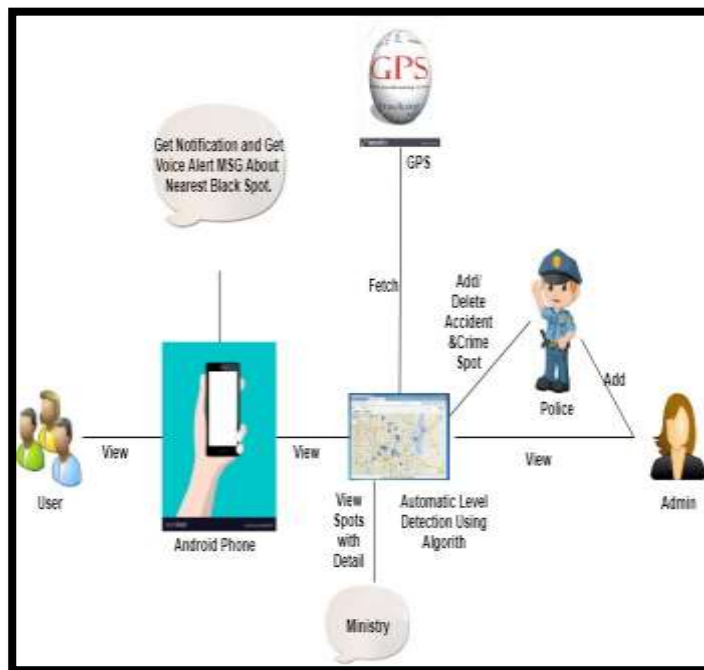 GPS
GPS
Get Notification and Get
Voice Alert MSG About
Nearest Black Spot.
Fetch
Add/
Delete
Accident
&Crime
Spot
Police
Add
View
View
View
User
Android Phone
View
Spots
with
Detail
Automatic Level
Detection Using
Algorith
Admin
Ministry